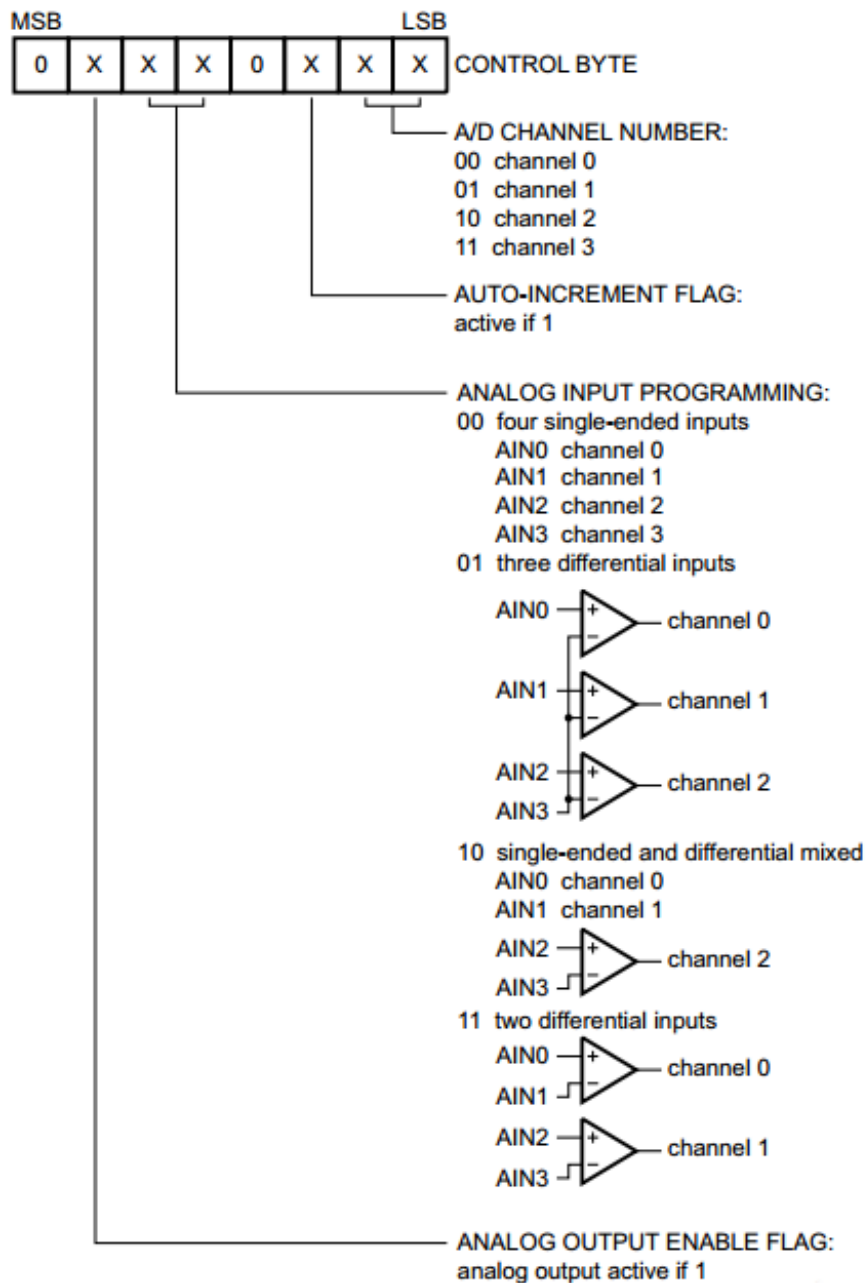 MSB LSB
0 X X X 0 X X X CONTROL BYTE
A/D CHANNEL NUMBER:
00 channel 0
01 channel 1
10 channel 2
11 channel 3
AUTO-INCREMENT FLAG:
active if 1
ANALOG INPUT PROGRAMMING:
00 four single-ended inputs
AIN0 channel 0
AIN1 channel 1
AIN2 channel 2
AIN3 channel 3
01 three differential inputs
AIN0 + − channel 0
AIN1 + − channel 1
AIN2 + − channel 2
AIN3
10 single-ended and differential mixed
AIN0 channel 0
AIN1 channel 1
AIN2 + − channel 2
AIN3
11 two differential inputs
AIN0 + − channel 0
AIN1
AIN2 + − channel 1
AIN3
ANALOG OUTPUT ENABLE FLAG:
analog output active if 1